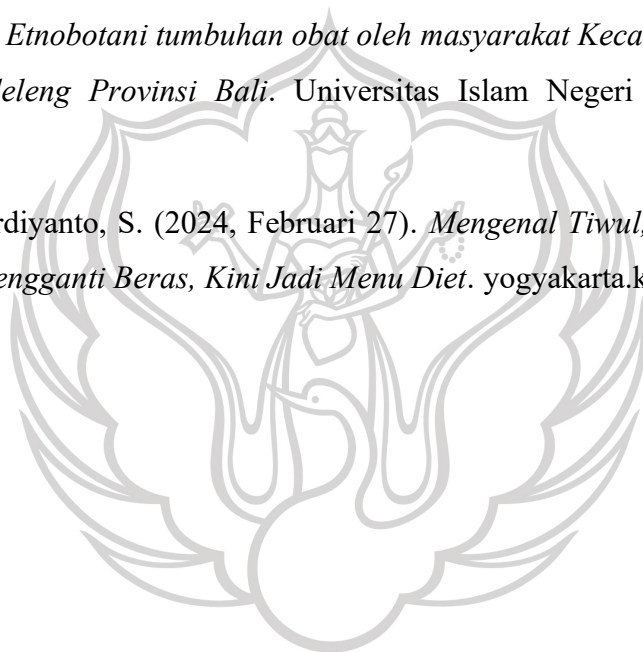 Etnobotani tumbuhan obat oleh masyarakat Keca
leleng Provinsi Bali. Universitas Islam Negeri
rdiyanto, S. (2024, Februari 27). Mengenal Tiwul,
engganti Beras, Kini Jadi Menu Diet. yogyakarta.k